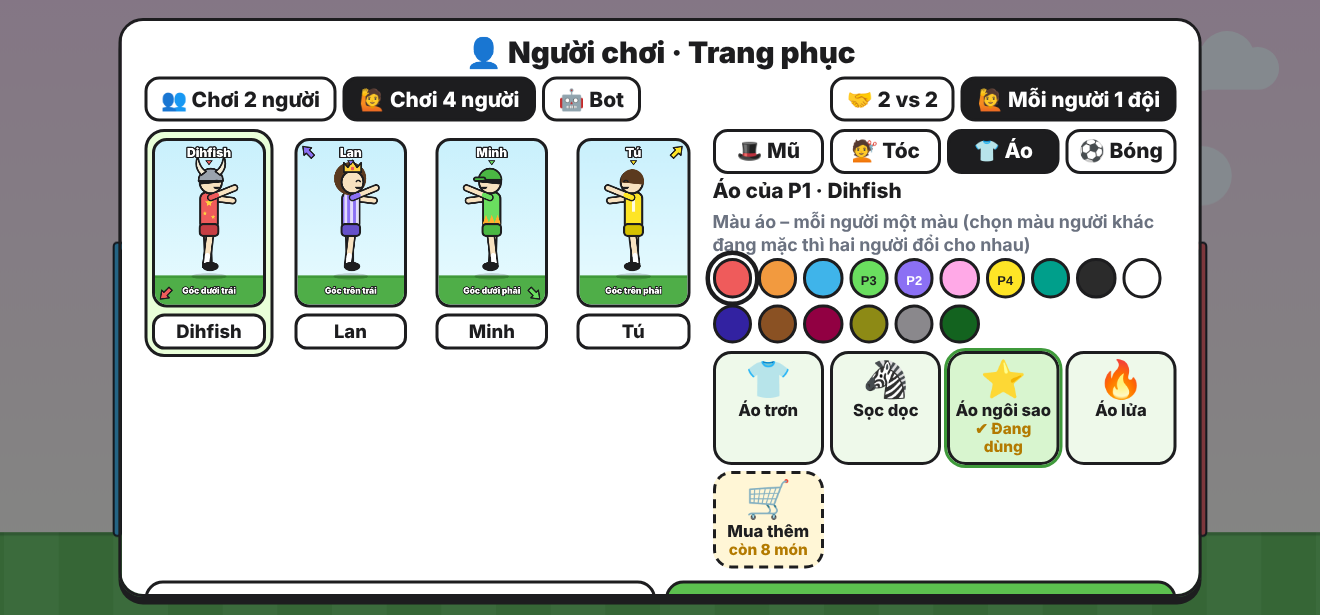 👤 Người chơi · Trang phục
👥 Chơi 2 người
🙋 Chơi 4 người
🤖 Bot
🤝 2 vs 2
🙋 Mỗi người 1 đội
Dihfish
Lan
Minh
Tú
Góc dưới trái
Góc trên trái
Góc dưới phải
Góc trên phải
Dihfish
Lan
Minh
Tú
🎩 Mũ
💇 Tóc
👕 Áo
⚽ Bóng
Áo của P1 · Dihfish
Màu áo – mỗi người một màu (chọn màu người khác
đang mặc thì hai người đổi cho nhau)
P3
P2
P4
Áo trơn
Sọc dọc
Áo ngôi sao
✔ Đang
dùng
Áo lửa
Mua thêm
còn 8 món